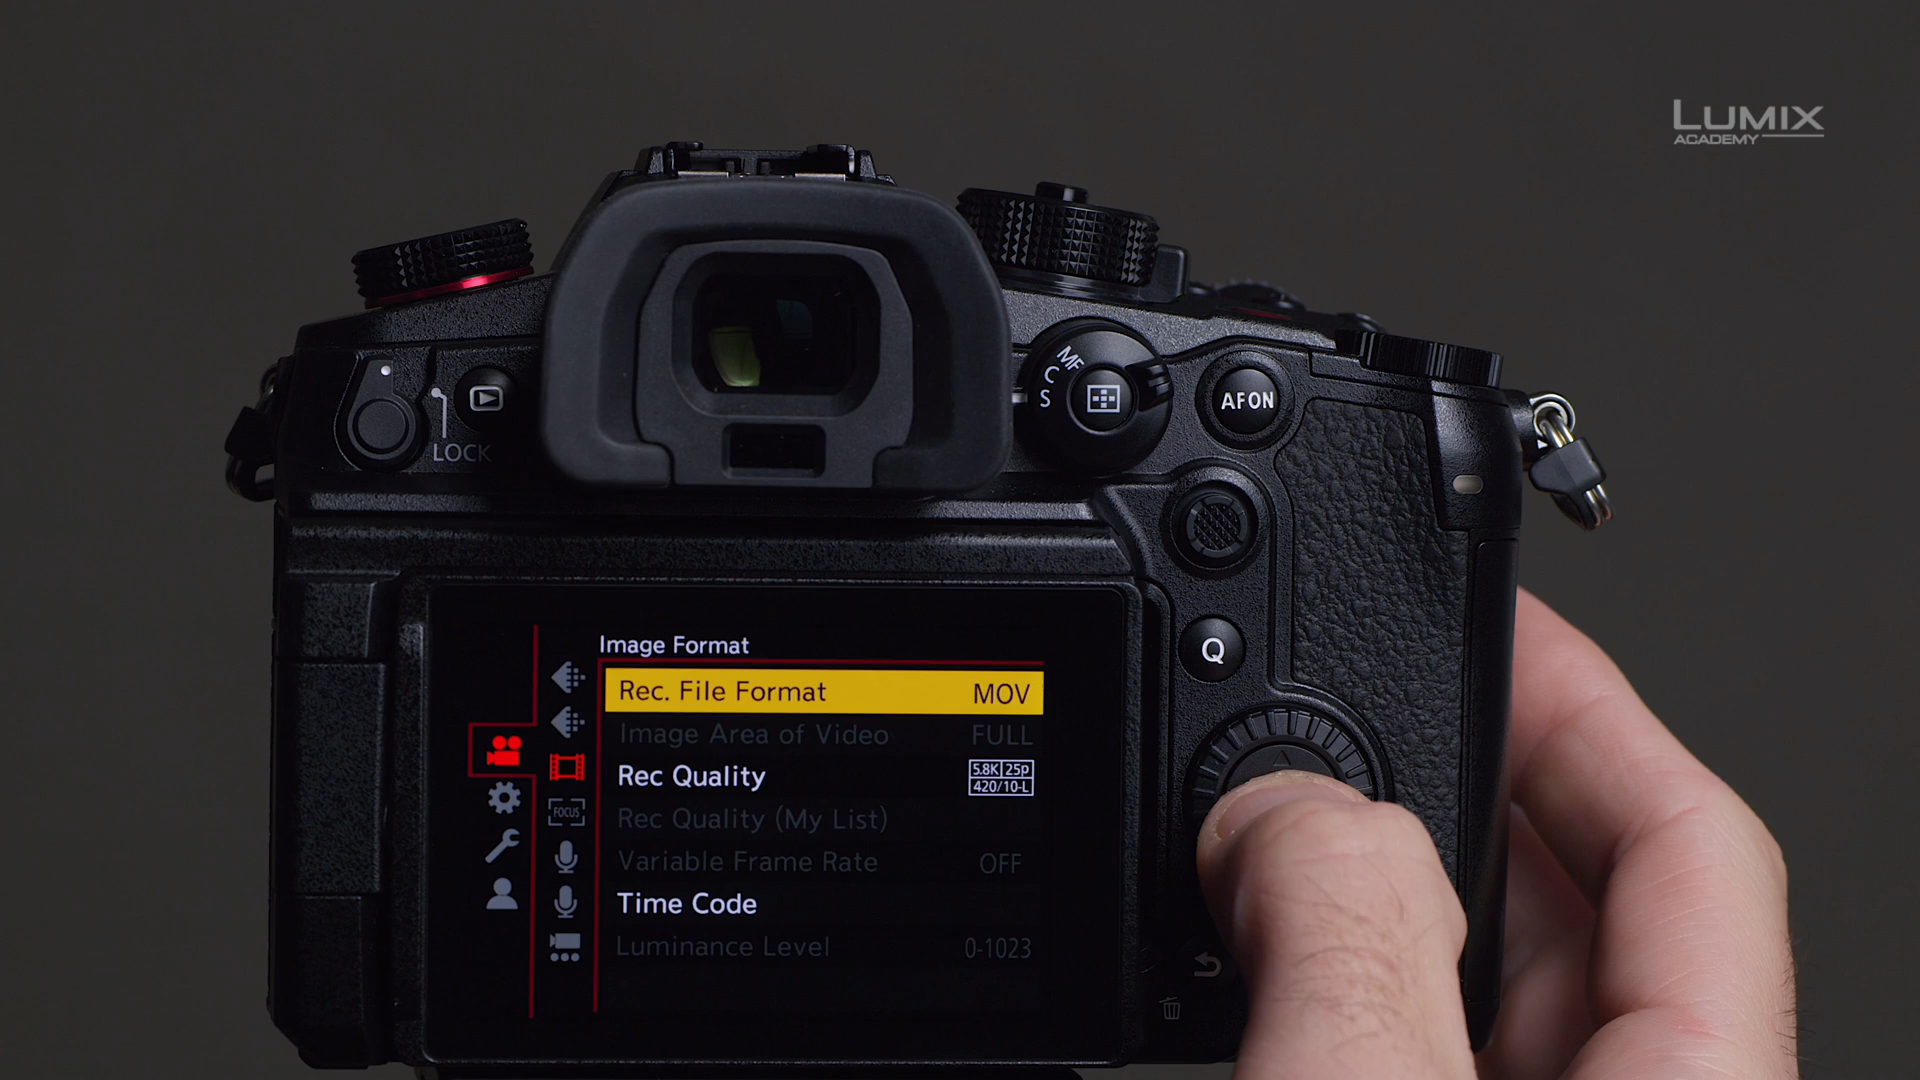 LUMIX
ACADEMY
MF
C
S
AF ON
LOCK
Q
Image Format
Rec. File Format MOV
Image Area of Video FULL
Rec Quality 5.8K 25p
420/10-L
Rec Quality (My List)
FOCUS
Variable Frame Rate OFF
Time Code
Luminance Level 0-1023